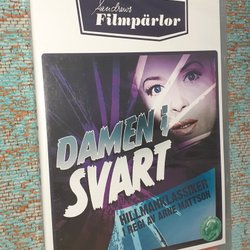 Sandrews
Filmpärlor
DAMEN I
SVART
HILLMANKLASSIKER
I REGI AV ARNE MATTSON